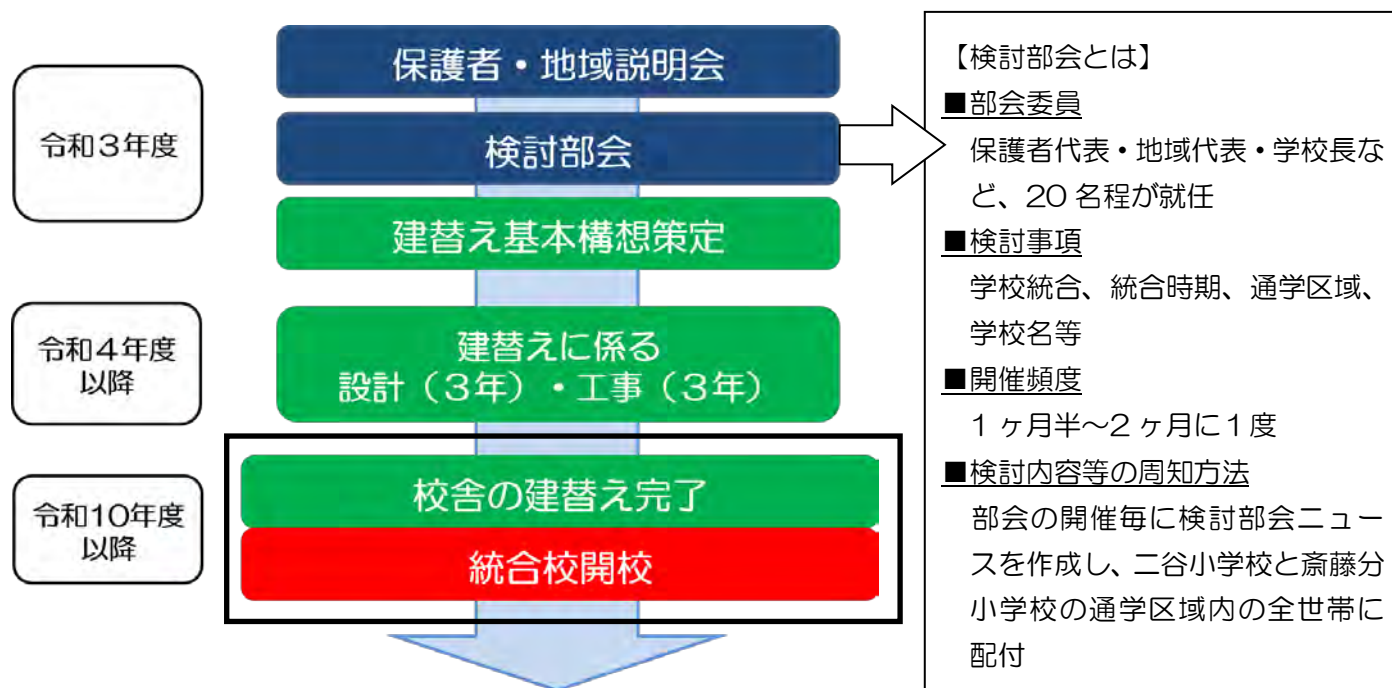 令和３年度
保護者・地域説明会
検討部会
建替え基本構想策定
令和４年度
以降
建替えに係る
設計（３年）・工事（３年）
令和10年度
以降
校舎の建替え完了
統合校開校
【検討部会とは】
■部会委員
保護者代表・地域代表・学校長な
ど、20 名程が就任
■検討事項
学校統合、統合時期、通学区域、
学校名等
■開催頻度
１ヶ月半～２ヶ月に１度
■検討内容等の周知方法
部会の開催毎に検討部会ニュー
スを作成し、二谷小学校と斎藤分
小学校の通学区域内の全世帯に
配付